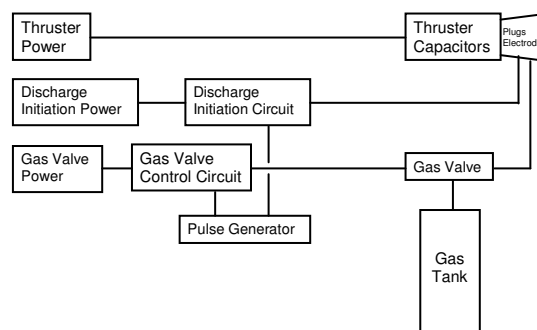 Thruster
Power
Thruster
Capacitors
Plugs
Electrod
Discharge
Initiation Power
Discharge
Initiation Circuit
Gas Valve
Power
Gas Valve
Control Circuit
Gas Valve
Pulse Generator
Gas
Tank